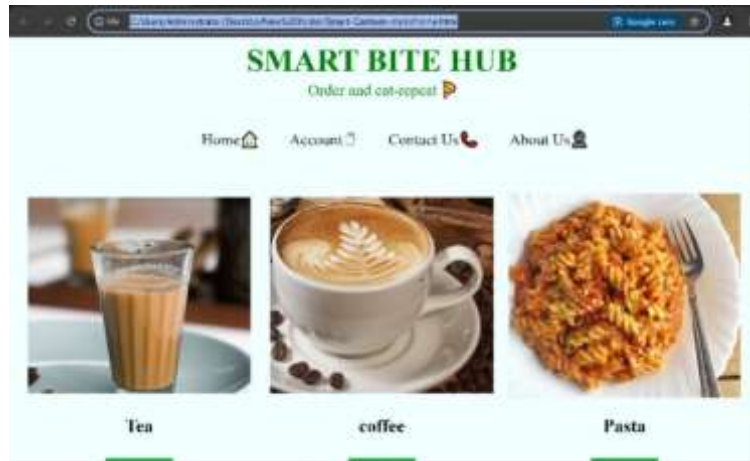 SMART BITE HUB
Order and eat-repeat
Home Account Contact Us About Us
Tea coffee Pasta